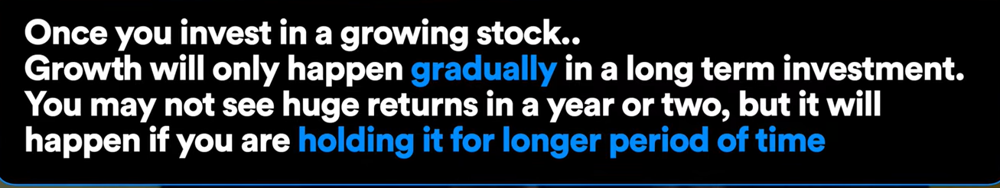 Once you invest in a growing stock..
Growth will only happen gradually in a long term investment.
You may not see huge returns in a year or two, but it will
happen if you are holding it for longer period of time